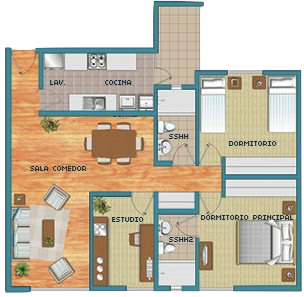 LAV.
COCINA
SSHH
DORMITORIO
SALA COMEDOR
ESTUDIO
DORMITORIO PRINCIPAL
SSHH2